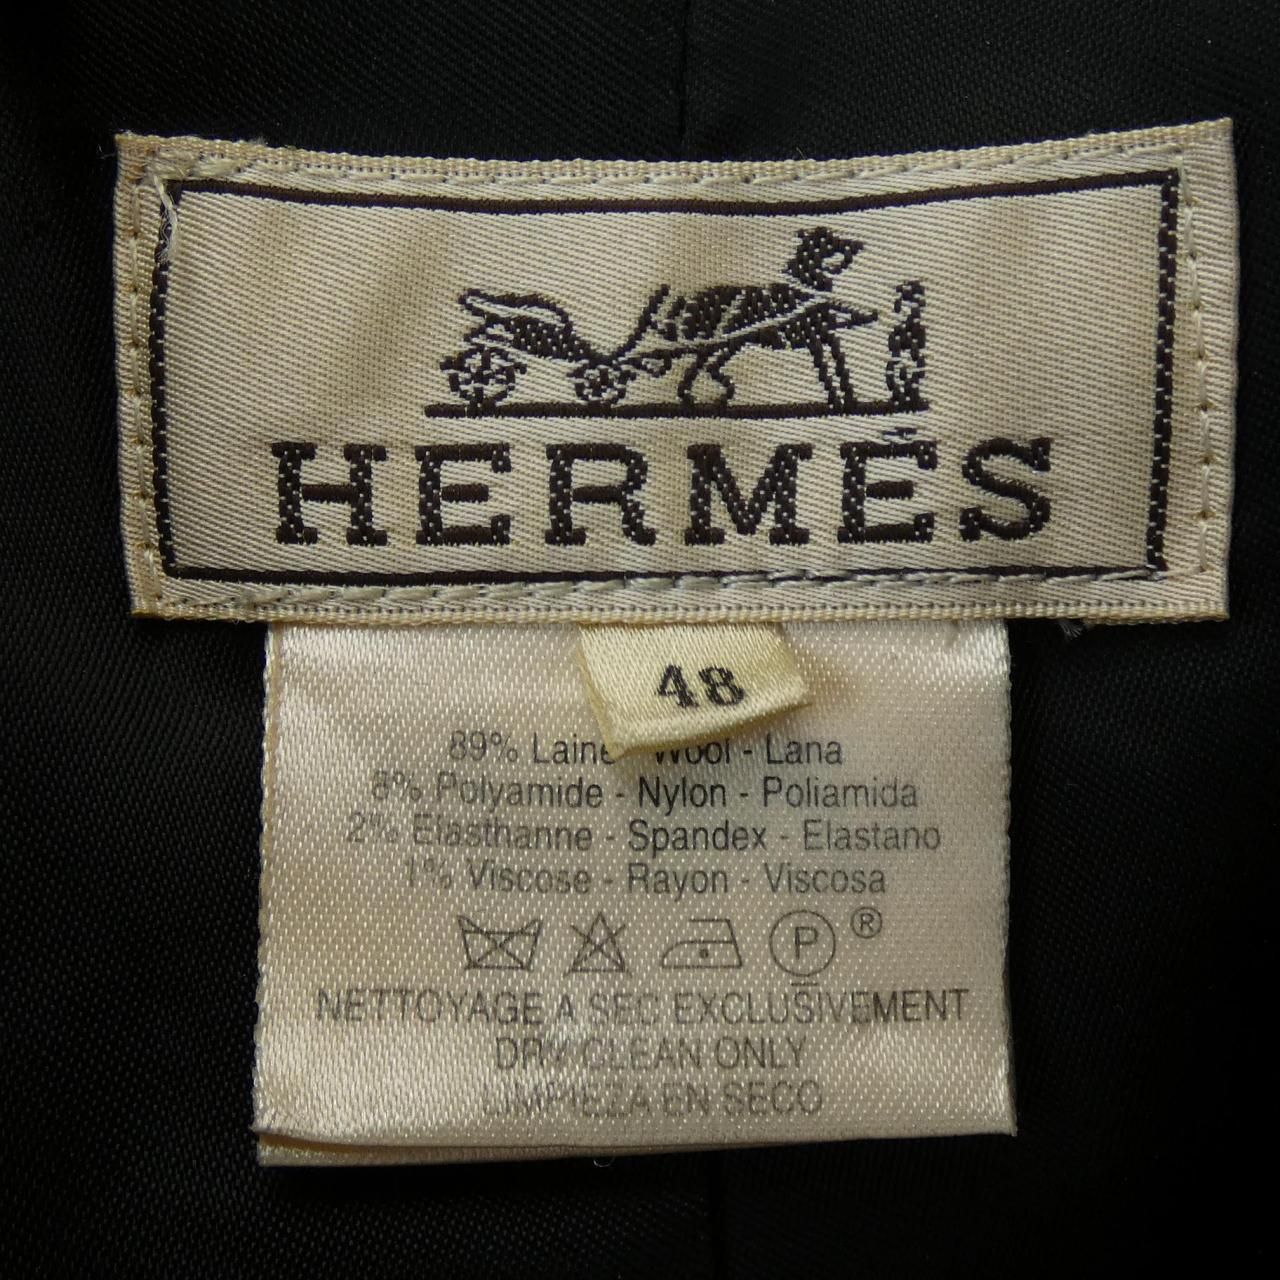 HERMÈS
48
89% Laine - Wool - Lana
8% Polyamide - Nylon - Poliamida
2% Elasthanne - Spandex - Elastano
1% Viscose - Rayon - Viscosa
P ®
NETTOYAGE A SEC EXCLUSIVEMENT
DRY CLEAN ONLY
LIMPIEZA EN SECO